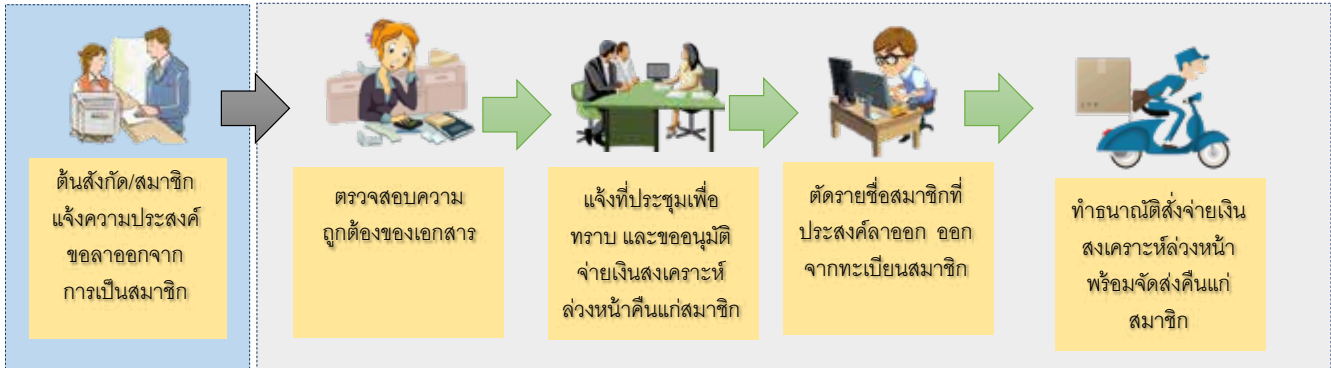 ต้นสังกัด/สมาชิก
แจ้งความประสงค์
ขอลาออกจาก
การเป็นสมาชิก
ตรวจสอบความ
ถูกต้องของเอกสาร
แจ้งที่ประชุมเพื่อ
ทราบ และขออนุมัติ
จ่ายเงินสงเคราะห์
ล่วงหน้าคืนแก่สมาชิก
ตัดรายชื่อสมาชิกที่
ประสงค์ลาออก ออก
จากทะเบียนสมาชิก
ทำธนาณัติสั่งจ่ายเงิน
สงเคราะห์ล่วงหน้า
พร้อมจัดส่งคืนแก่
สมาชิก